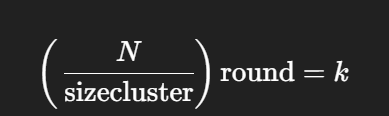 (N / sizecluster) round = k